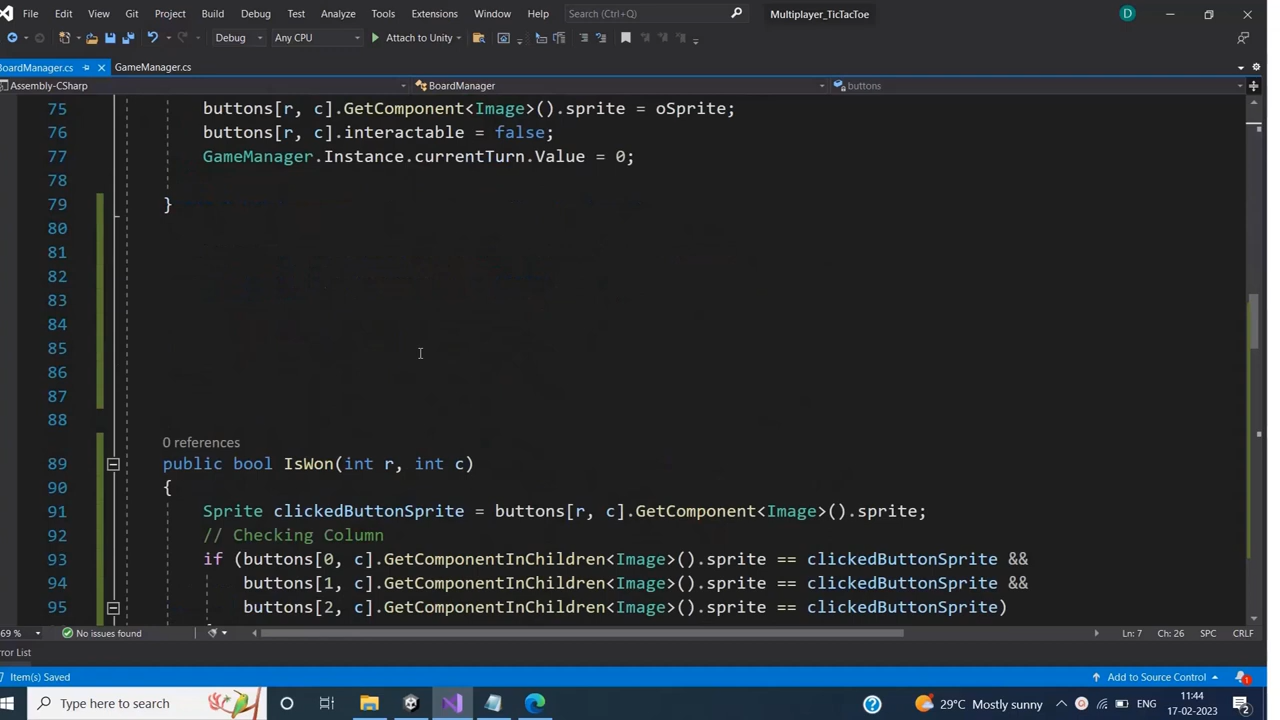 File Edit View Git Project Build Debug Test Analyze Tools Extensions Window Help Search (Ctrl+Q) Multiplayer_TicTacToe D
Debug Any CPU Attach to Unity
BoardManager.cs GameManager.cs
Assembly-CSharp BoardManager buttons
75 buttons[r, c].GetComponent<Image>().sprite = oSprite;
76 buttons[r, c].interactable = false;
77 GameManager.Instance.currentTurn.Value = 0;
78
79 }
80
81
82
83
84
85
86
87
88
0 references
89 public bool IsWon(int r, int c)
90 {
91 Sprite clickedButtonSprite = buttons[r, c].GetComponent<Image>().sprite;
92 // Checking Column
93 if (buttons[0, c].GetComponentInChildren<Image>().sprite == clickedButtonSprite &&
94 buttons[1, c].GetComponentInChildren<Image>().sprite == clickedButtonSprite &&
95 buttons[2, c].GetComponentInChildren<Image>().sprite == clickedButtonSprite)
69 % No issues found Ln: 7 Ch: 26 SPC CRLF
rror List
Item(s) Saved Add to Source Control 1
Type here to search 29°C Mostly sunny ENG 11:44
17-02-2023 2